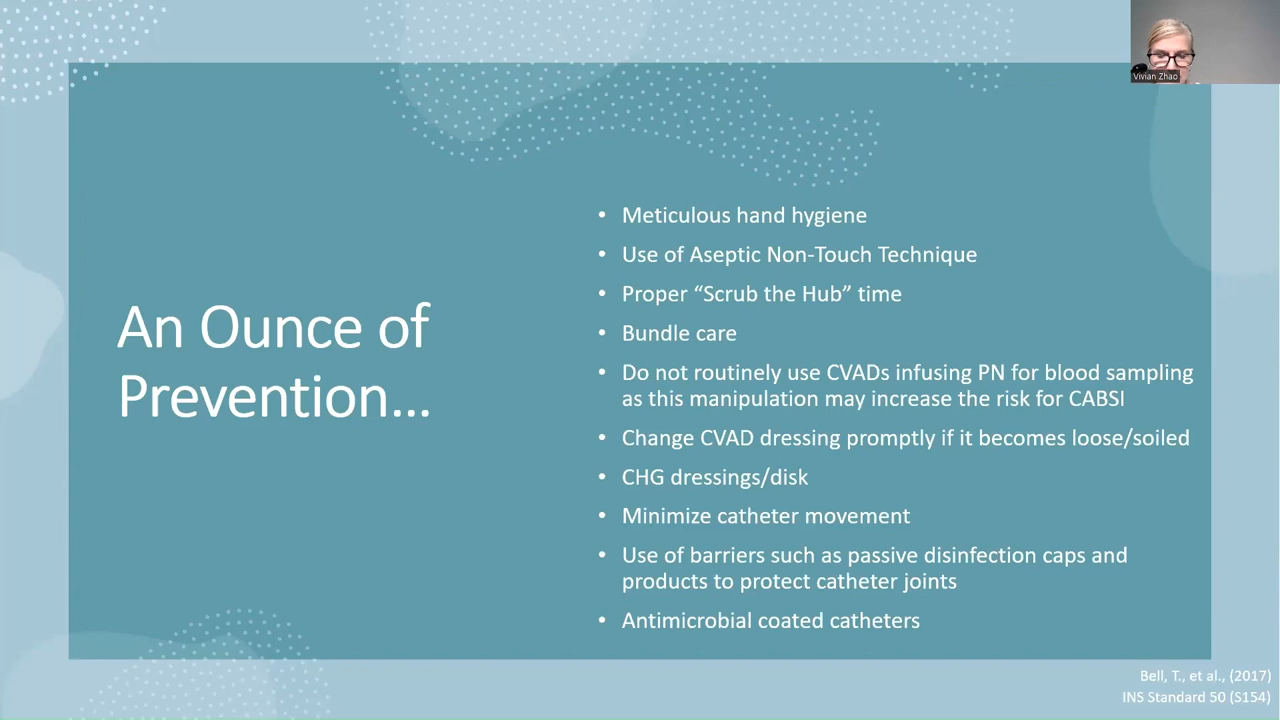 Vivian Zhao
An Ounce of
Prevention...
• Meticulous hand hygiene
• Use of Aseptic Non-Touch Technique
• Proper “Scrub the Hub” time
• Bundle care
• Do not routinely use CVADs infusing PN for blood sampling
as this manipulation may increase the risk for CABSI
• Change CVAD dressing promptly if it becomes loose/soiled
• CHG dressings/disk
• Minimize catheter movement
• Use of barriers such as passive disinfection caps and
products to protect catheter joints
• Antimicrobial coated catheters
Bell, T., et al., (2017)
INS Standard 50 (S154)